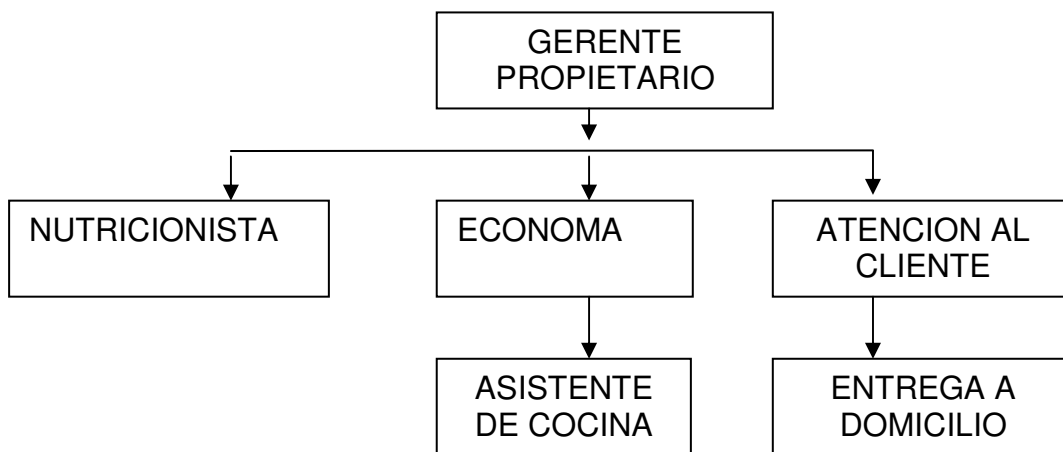 GERENTE
PROPIETARIO
NUTRICIONISTA
ECONOMA
ATENCION AL
CLIENTE
ASISTENTE
DE COCINA
ENTREGA A
DOMICILIO